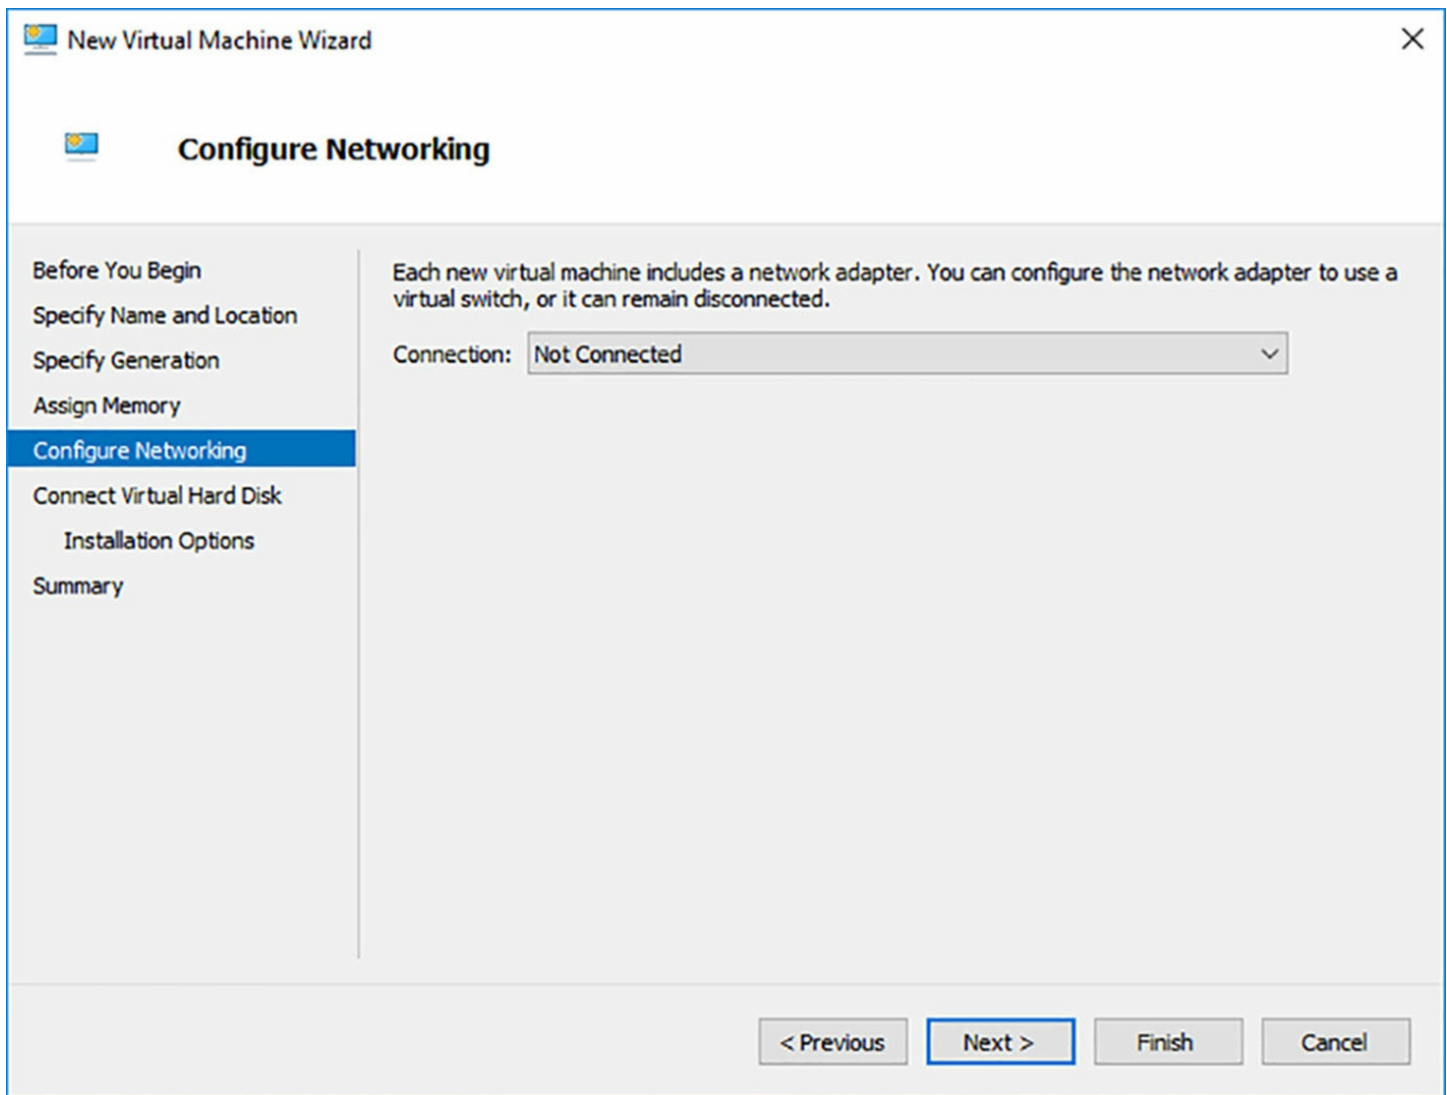 New Virtual Machine Wizard
Configure Networking
Before You Begin
Specify Name and Location
Specify Generation
Assign Memory
Configure Networking
Connect Virtual Hard Disk
Installation Options
Summary
Each new virtual machine includes a network adapter. You can configure the network adapter to use a
virtual switch, or it can remain disconnected.
Connection: Not Connected
< Previous Next > Finish Cancel